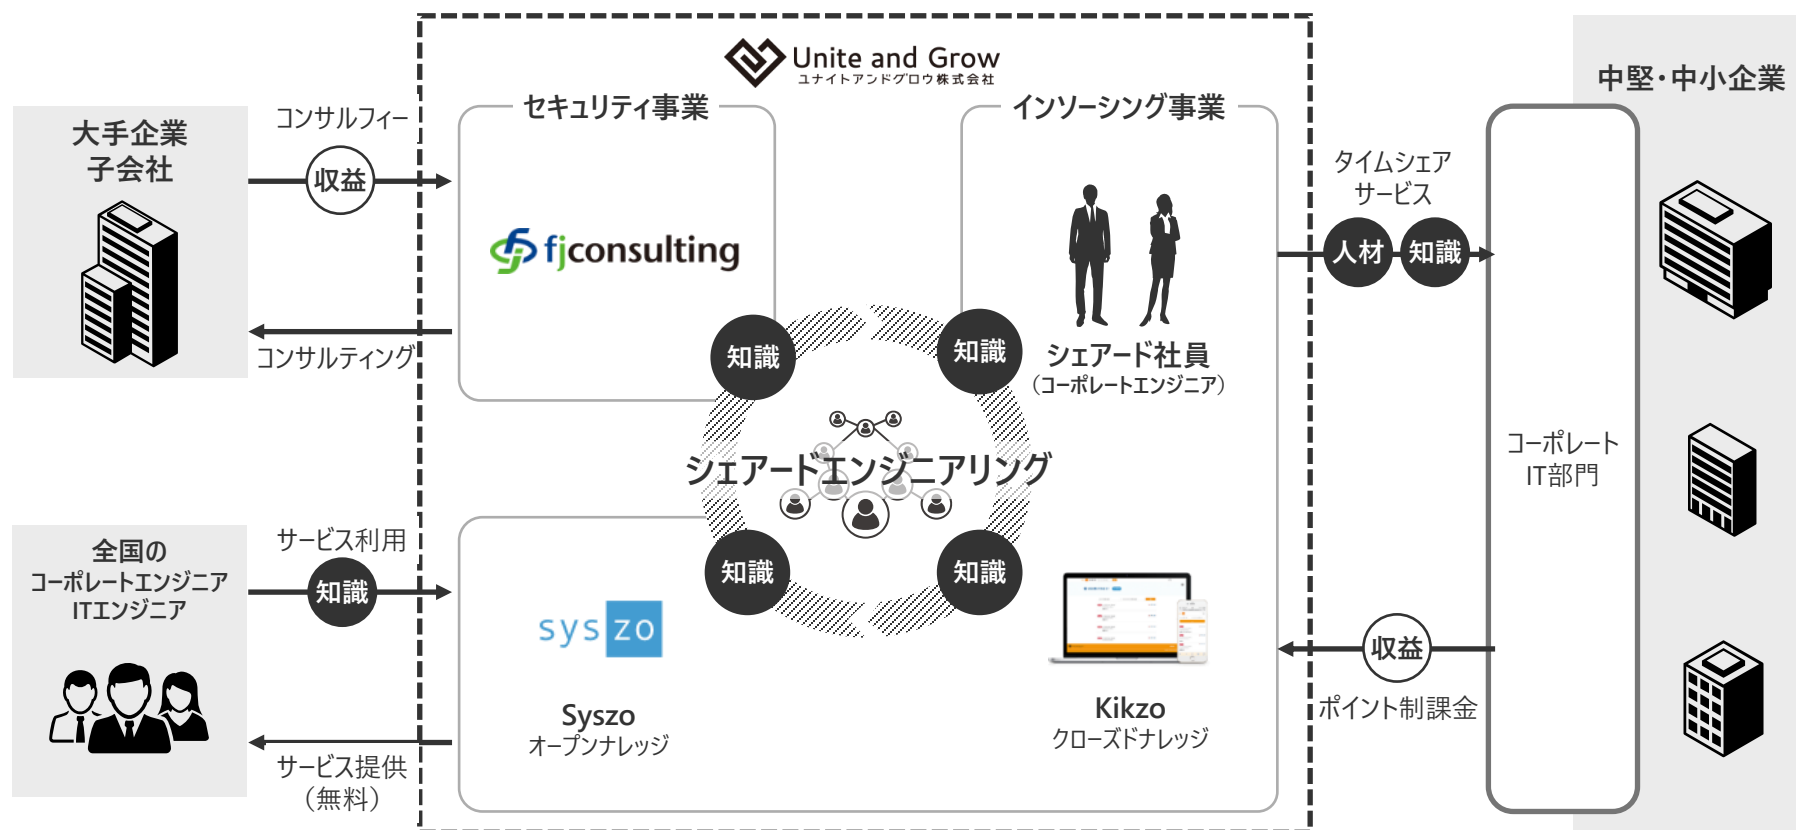 Unite and Grow
ユナイトアンドグロウ株式会社
大手企業
子会社
コンサルフィー
収益
コンサルティング
セキュリティ事業
fjconsulting
インソーシング事業
シェアード社員
（コーポレートエンジニア）
知識
知識
シェアードエンジニアリング
知識
知識
全国の
コーポレートエンジニア
ITエンジニア
サービス利用
知識
サービス提供
（無料）
syszo
Syszo
オープンナレッジ
Kikzo
クローズドナレッジ
タイムシェア
サービス
人材
知識
収益
ポイント制課金
コーポレート
IT部門
中堅・中小企業